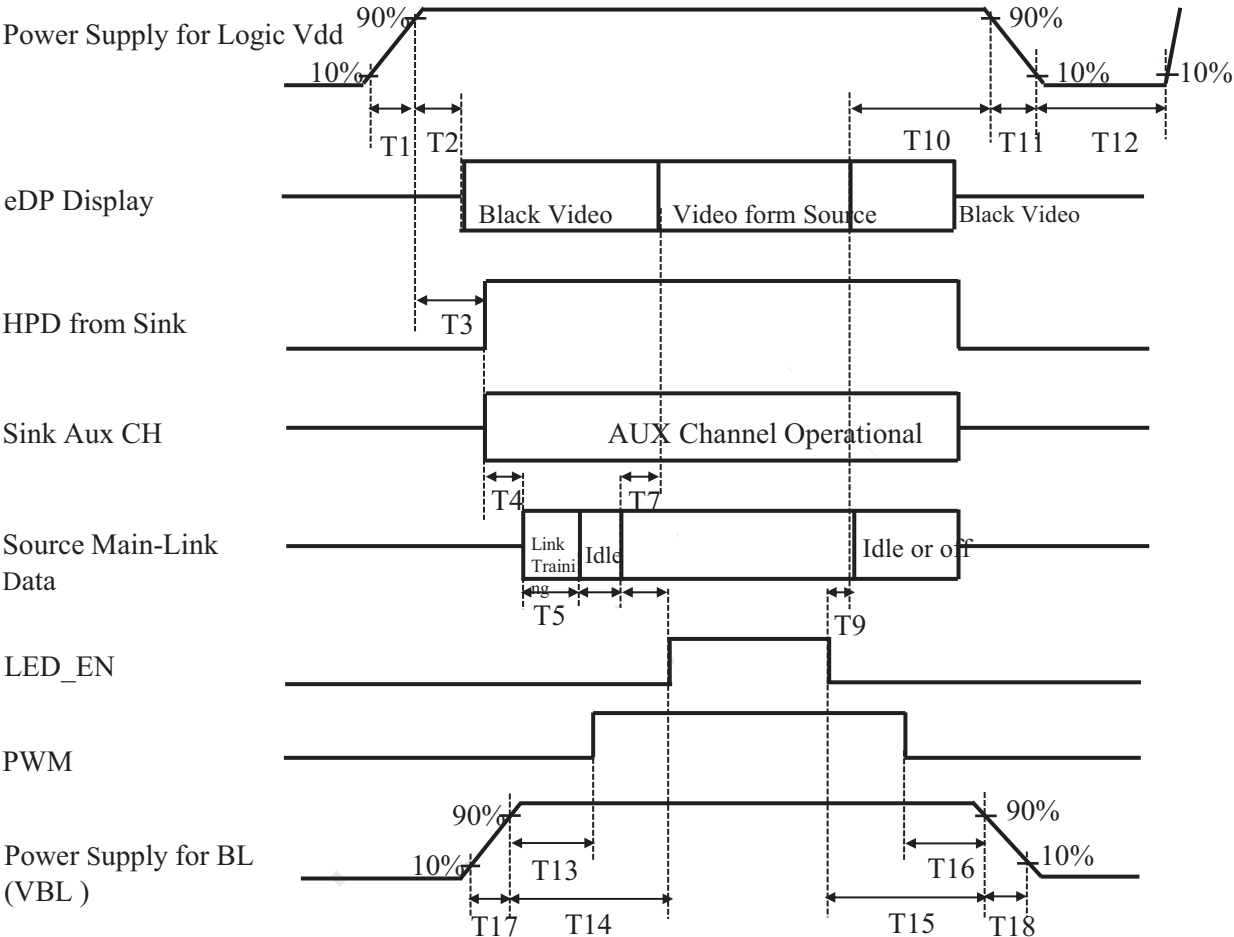 90%
90%
Power Supply for Logic Vdd
10%
10%
10%
T1
T2
T10
T11
T12
eDP Display
Black Video
Video form Source
Black Video
T3
HPD from Sink
Sink Aux CH
AUX Channel Operational
T4
T7
Source Main-Link
Data
Link
Traini
ng
Idle
Idle or off
T5
T9
LED_EN
PWM
90%
90%
Power Supply for BL
(VBL )
10%
10%
T13
T16
T17
T14
T15
T18